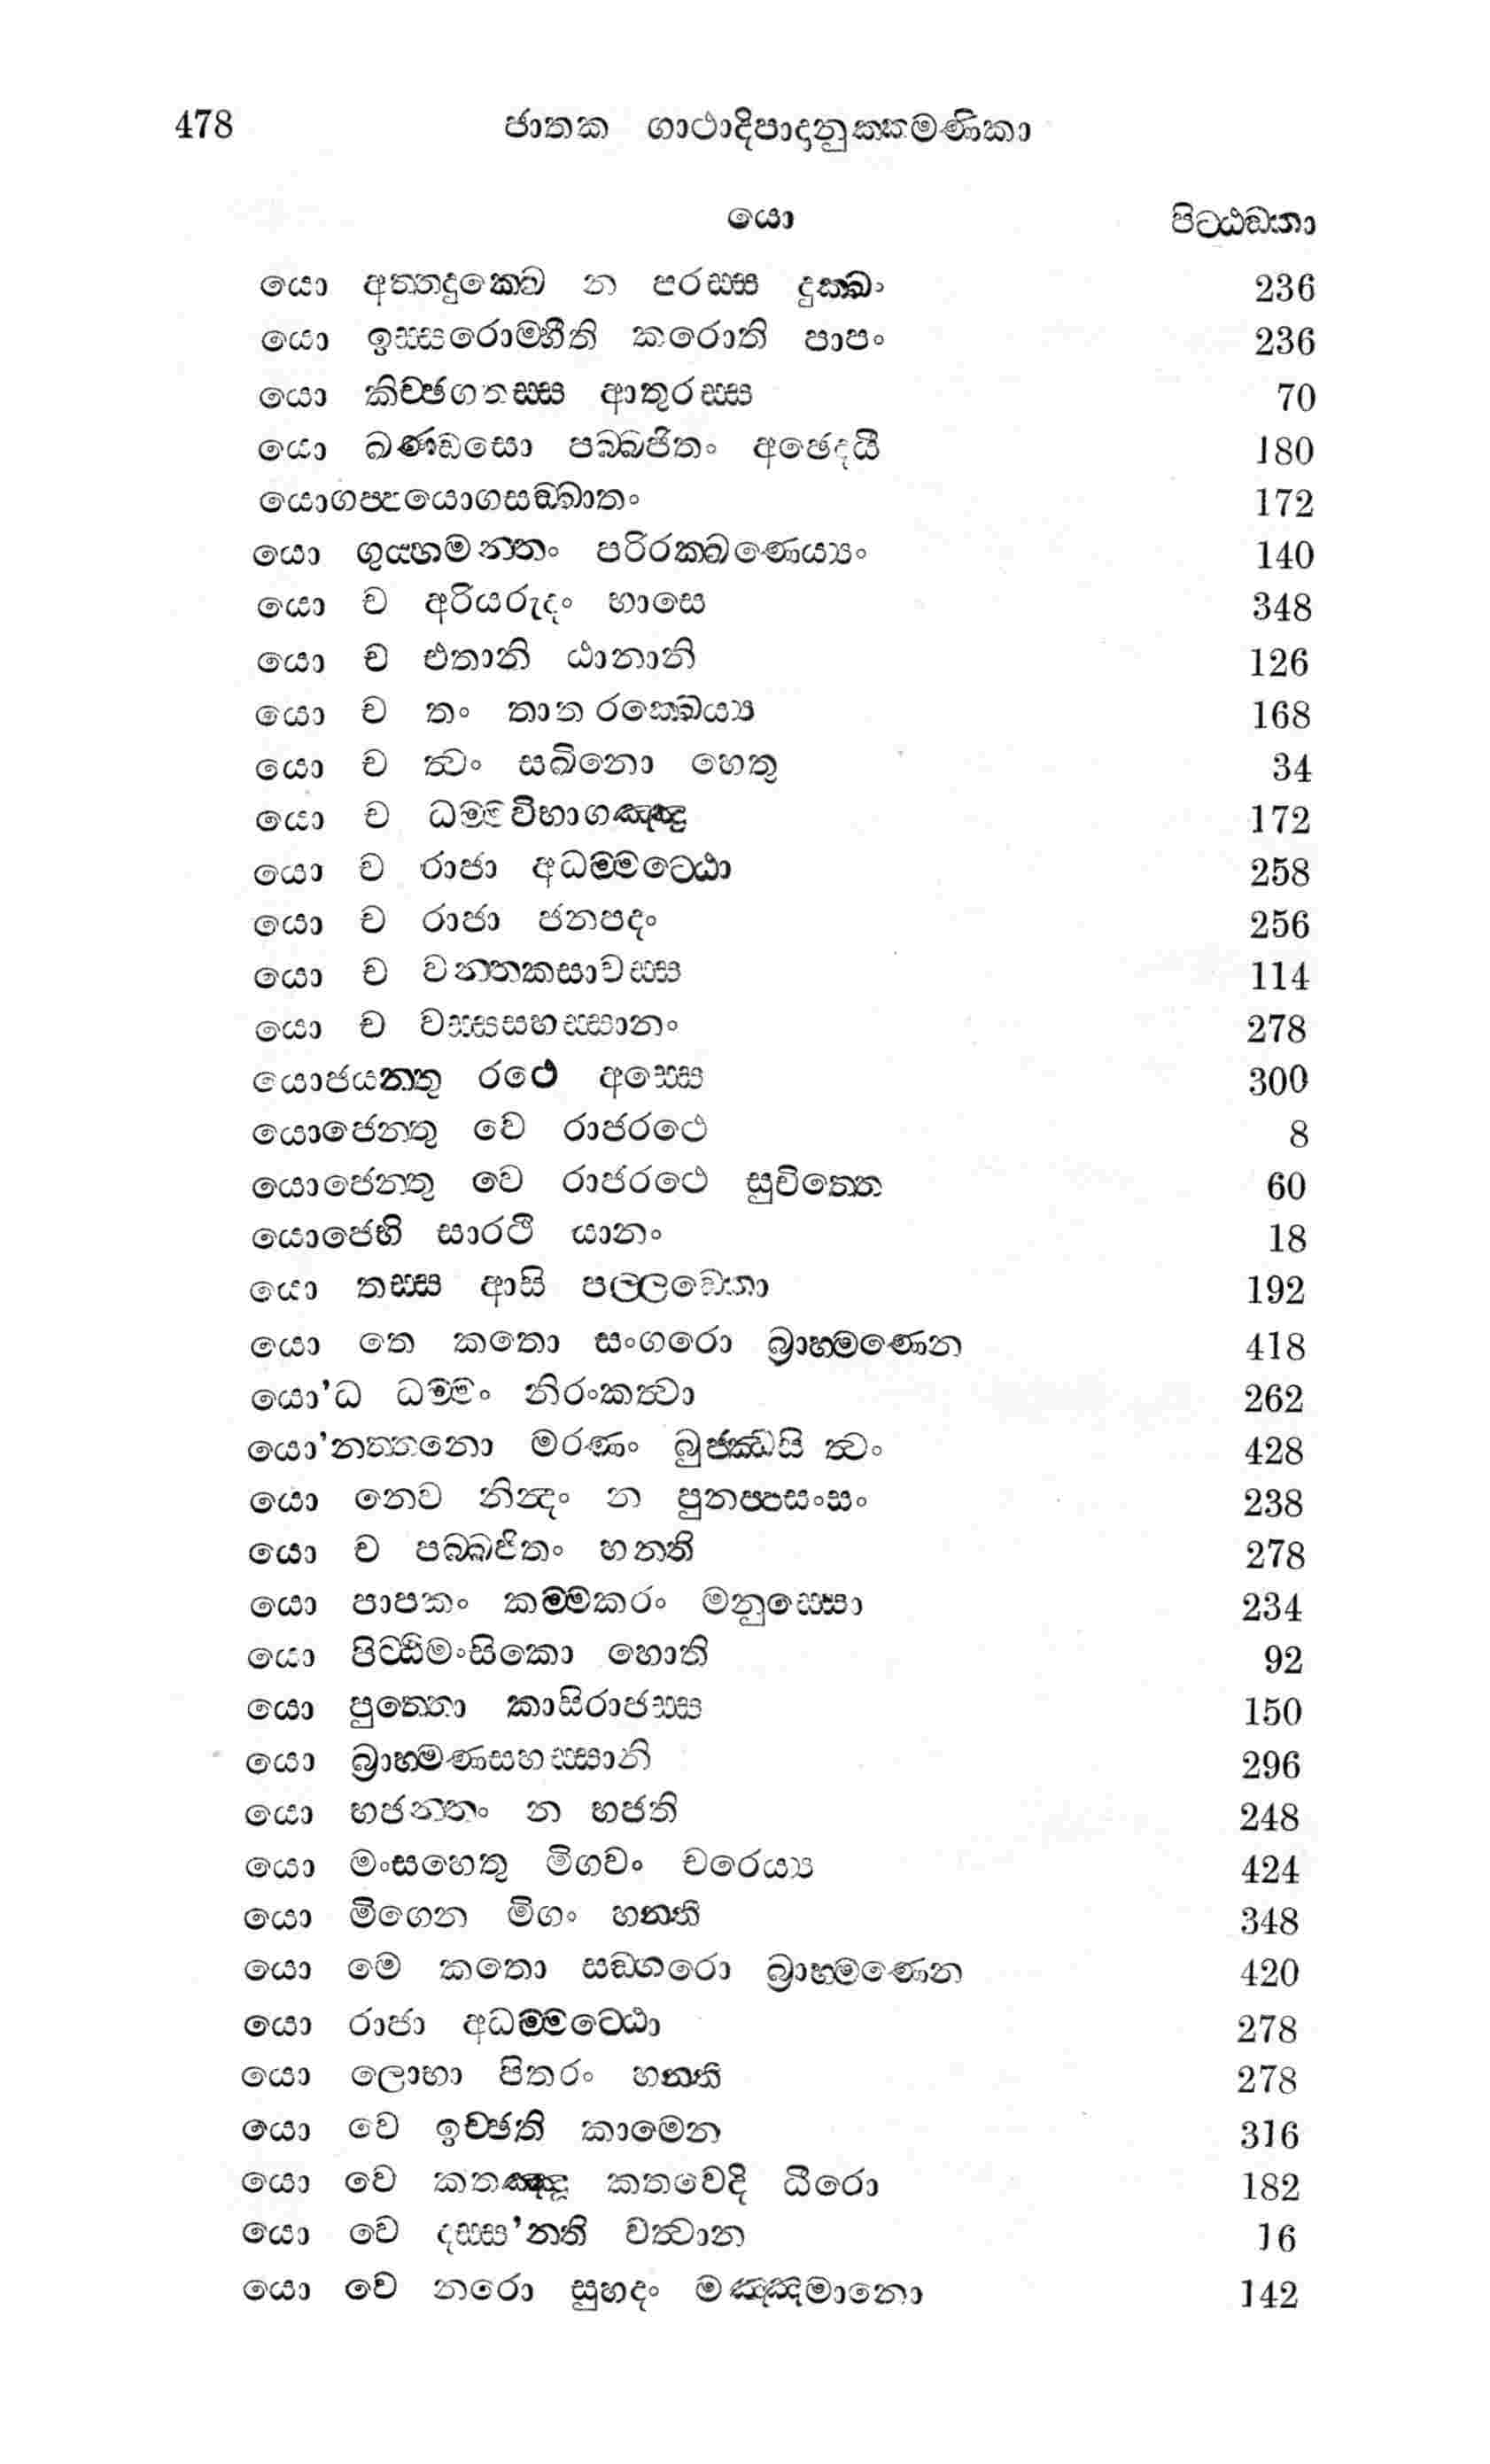 478 ජාතක ගාථාදිපාදානුක්කමණිකා
යො පිට්ඨඞ්කා
යො අත්තදුක්ඛෙ න පරස්ස දුක්ඛං 236
යො ඉස්සරොම්හීති කරොති පාපං 236
යො කිච්ඡගතස්ස ආතුරස්ස 70
යො ඛණ්ඩසො පබ්බජිතං අඡෙදයී 180
යොගප්පයොගසඞ්ඛාතං 172
යො ගුය්හමන්තං පරිරක්ඛණෙය්‍යං 140
යො ච අරියරුදං භාසෙ 348
යො ච එතානි ඨානානි 126
යො ච තං තාත රක්ඛෙය්‍ය 168
යො ච ත්වං සඛිනො හෙතු 34
යො ච ධම්මවිභාගඤ්ඤූ 172
යො ච රාජා අධම්මට්ඨො 258
යො ච රාජා ජනපදං 256
යො ච වන්තකසාවස්ස 114
යො ච වස්සසහස්සානං 278
යොජයන්තු රථෙ අස්සෙ 300
යොජෙන්තු වෙ රාජරථෙ 8
යොජෙන්තු වෙ රාජරථෙ සුචිත්තෙ 60
යොජෙහි සාරථි යානං 18
යො තස්ස ආසි පල්ලඞ්කො 192
යො තෙ කතො සංගරො බ්‍රාහ්මණෙන 418
යො’ධ ධම්මං නිරංකත්වා 262
යො’නත්තනො මරණං බුජ්ඣසි ත්වං 428
යො නෙව නින්දං න පුනප්පසංසං 238
යො ච පබ්බජිතං හන්ති 278
යො පාපකං කම්මකරං මනුස්සො 234
යො පිට්ඨිමංසිකො හොති 92
යො පුත්තො කාසිරාජස්ස 150
යො බ්‍රාහ්මණසහස්සානි 296
යො භජන්තං න භජති 248
යො මංසහෙතු මිගවං චරෙය්‍ය 424
යො මිගෙන මිගං හන්ති 348
යො මෙ කතො සඞ්ගරො බ්‍රාහ්මණෙන 420
යො රාජා අධම්මට්ඨො 278
යො ලොභා පිතරං හන්ති 278
යො වෙ ඉච්ඡති කාමෙන 316
යො වෙ කතඤ්ඤූ කතවෙදි ධීරො 182
යො වෙ දස්ස’න්ති වත්වාන 16
යො වෙ නරො සුහදං මඤ්ඤමානො 142